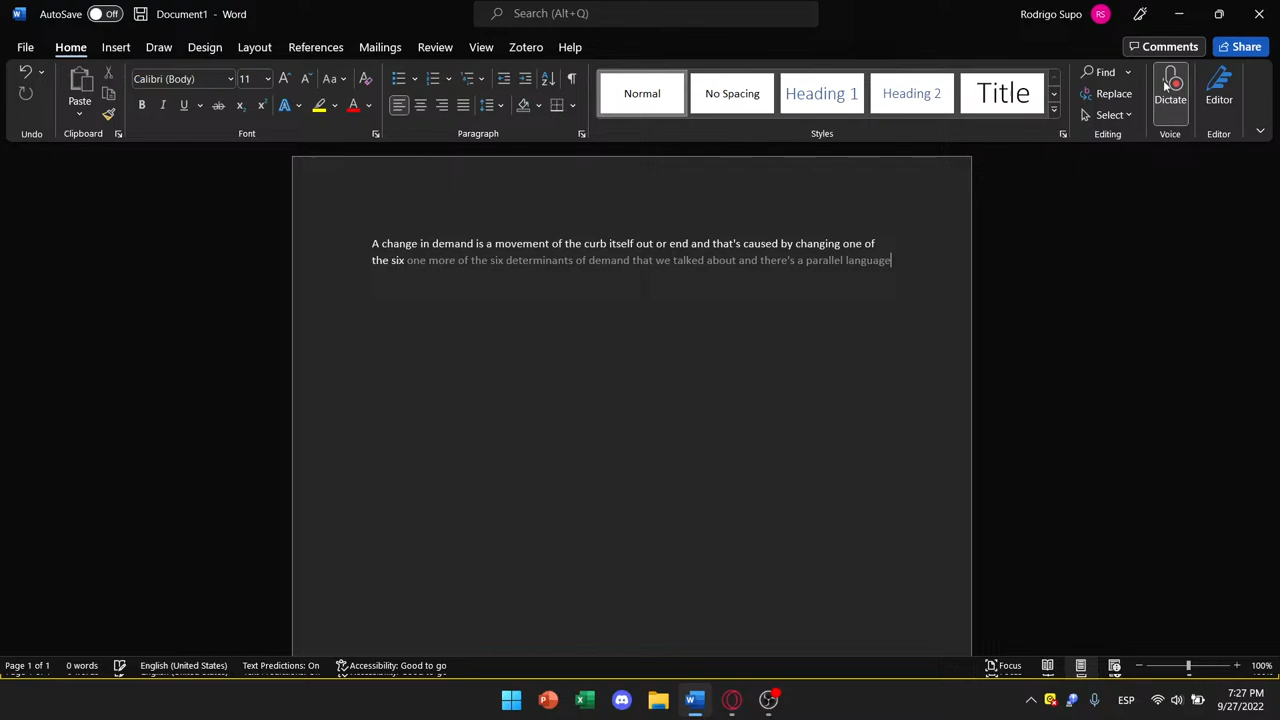 AutoSave Off Document1 - Word Search (Alt+Q) Rodrigo Supo RS
File Home Insert Draw Design Layout References Mailings Review View Zotero Help Comments Share
Calibri (Body) 11 Aa Find
Paste Normal No Spacing Heading 1 Heading 2 Title Replace Dictate Editor
B I U ab x x A A Select
Undo Clipboard Font Paragraph Styles Editing Voice Editor
A change in demand is a movement of the curb itself out or end and that's caused by changing one of
the six one more of the six determinants of demand that we talked about and there's a parallel language
Page 1 of 1 0 words English (United States) Text Predictions: On Accessibility: Good to go Focus 100%
ESP 7:27 PM
9/27/2022